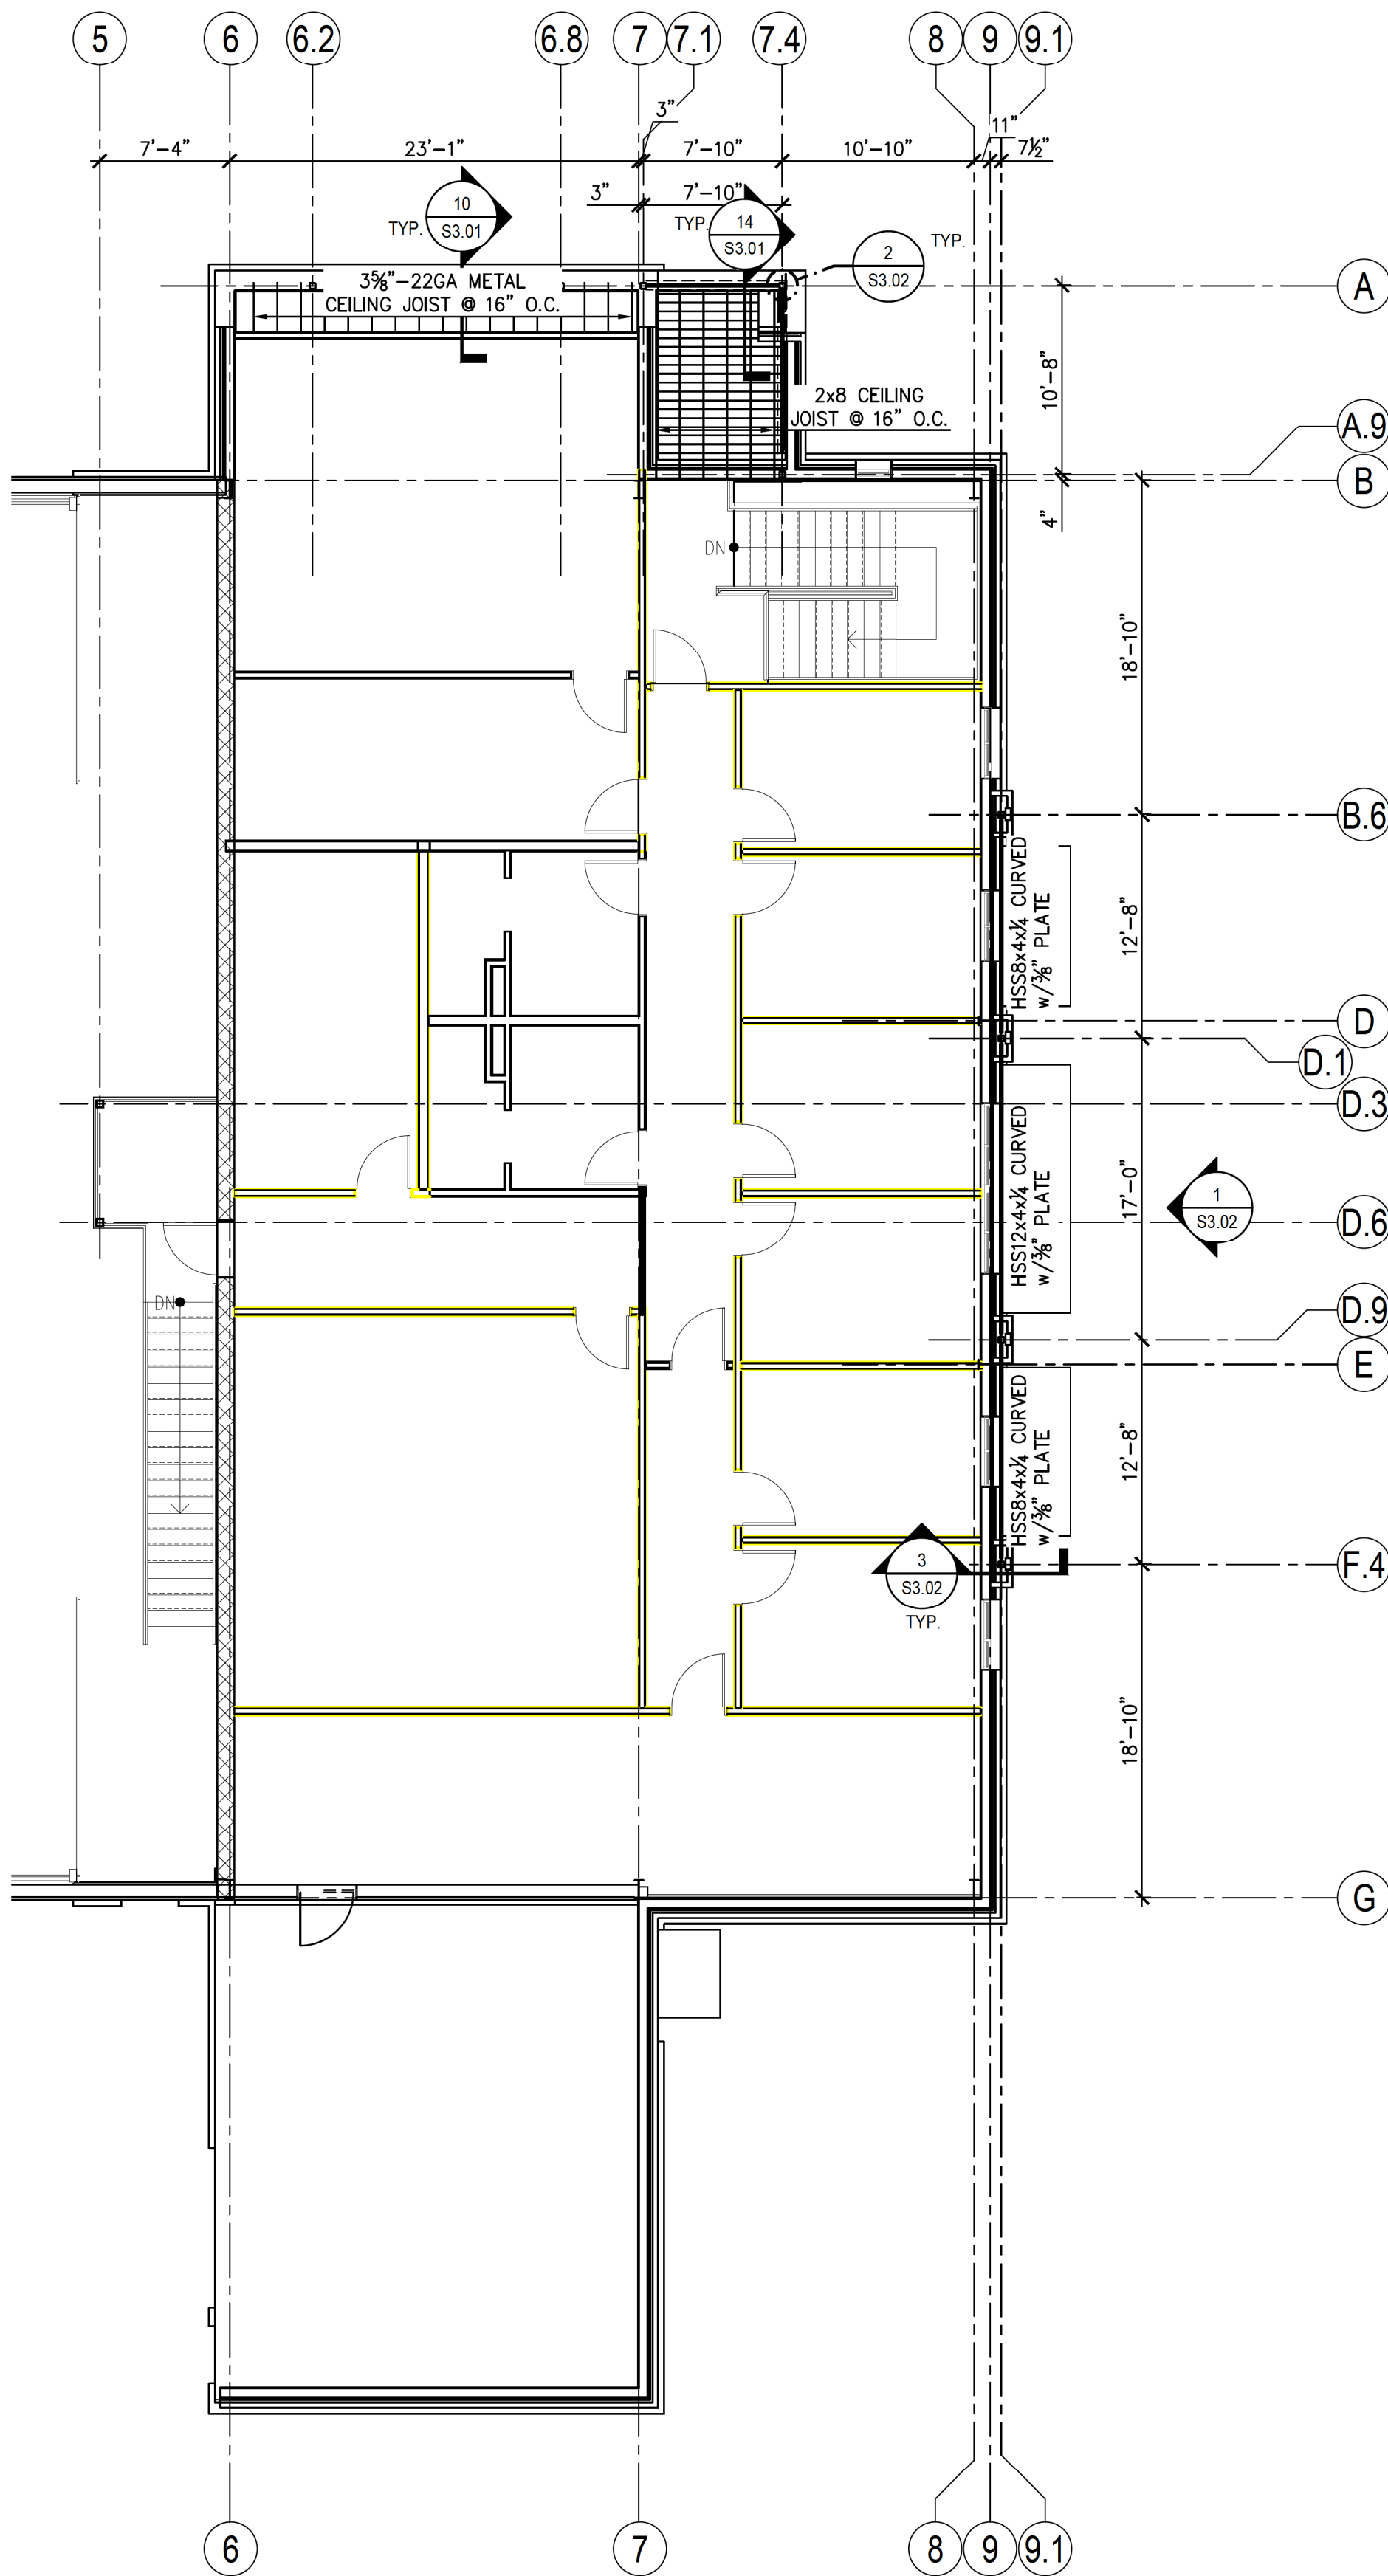 5
6
6.2
6.8
7
7.1
7.4
8
9
9.1
3"
11"
7'-4"
23'-1"
7'-10"
10'-10"
7½"
3"
7'-10"
10
S3.01
TYP.
14
S3.01
TYP.
2
S3.02
TYP.
3⅝"-22GA METAL
CEILING JOIST @ 16" O.C.
A
10'-8"
2x8 CEILING
JOIST @ 16" O.C.
A.9
B
4"
DN
18'-10"
B.6
HSS8x4x¼ CURVED
w/⅜" PLATE
12'-8"
D
D.1
D.3
HSS12x4x¼ CURVED
w/⅜" PLATE
17'-0"
1
S3.02
D.6
DN
D.9
E
HSS8x4x¼ CURVED
w/⅜" PLATE
12'-8"
3
S3.02
TYP.
F.4
18'-10"
G
6
7
8
9
9.1